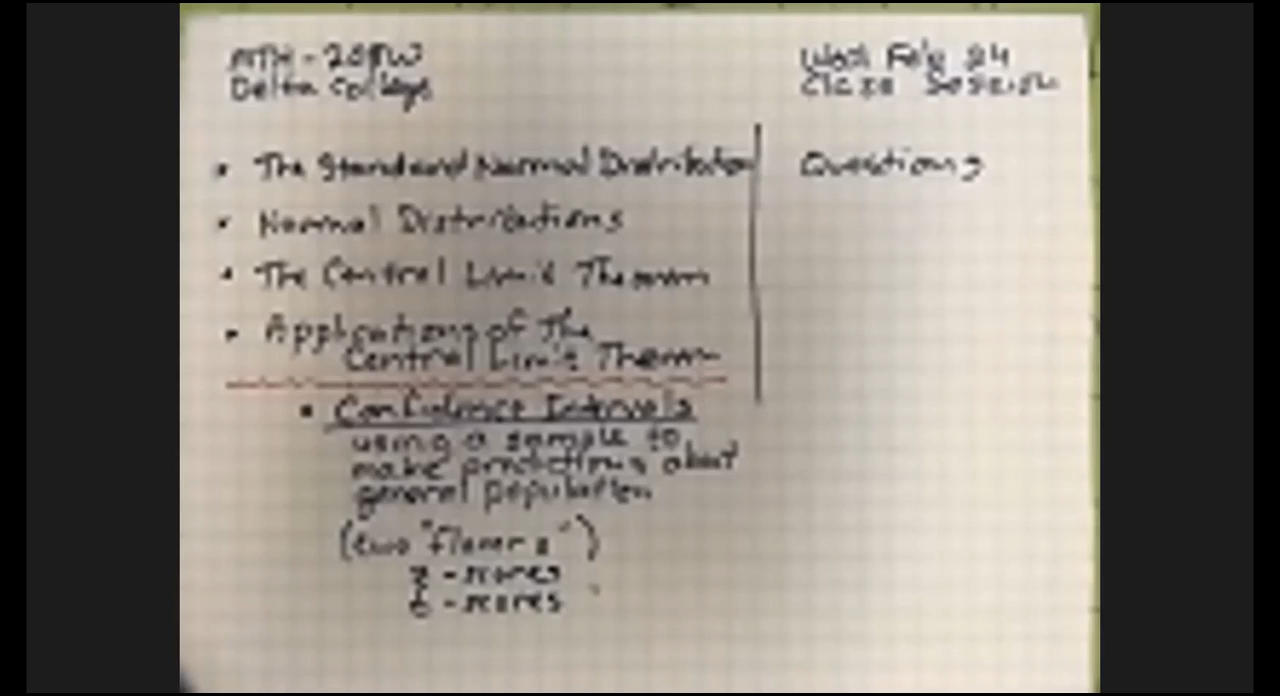 MTH - 208W
Delta College
Wed Feb 24
Class Session
• The Standard Normal Distribution
Questions
• Normal Distributions
• The Central Limit Theorem
• Applications of The
Central Limit Theorem
• Confidence Intervals
using a sample to
make predictions about
general population
(two "flavors")
z - scores
t - scores